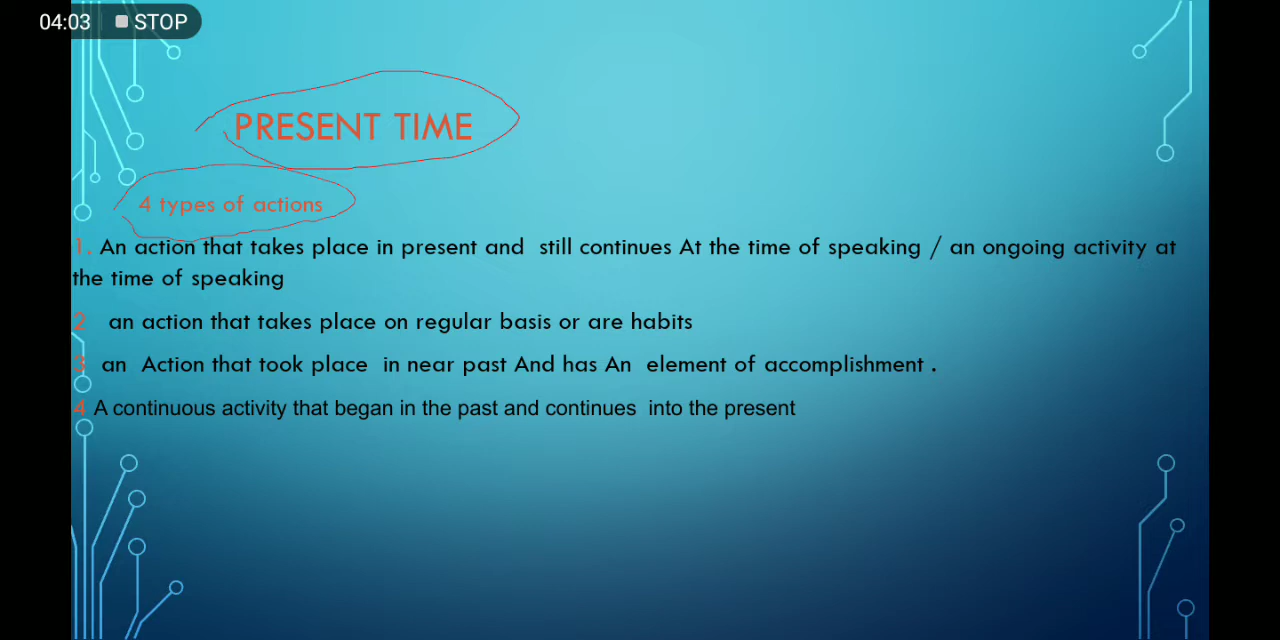 04:03 STOP
PRESENT TIME
4 types of actions
1. An action that takes place in present and still continues At the time of speaking / an ongoing activity at
the time of speaking
2 an action that takes place on regular basis or are habits
3 an Action that took place in near past And has An element of accomplishment .
4 A continuous activity that began in the past and continues into the present